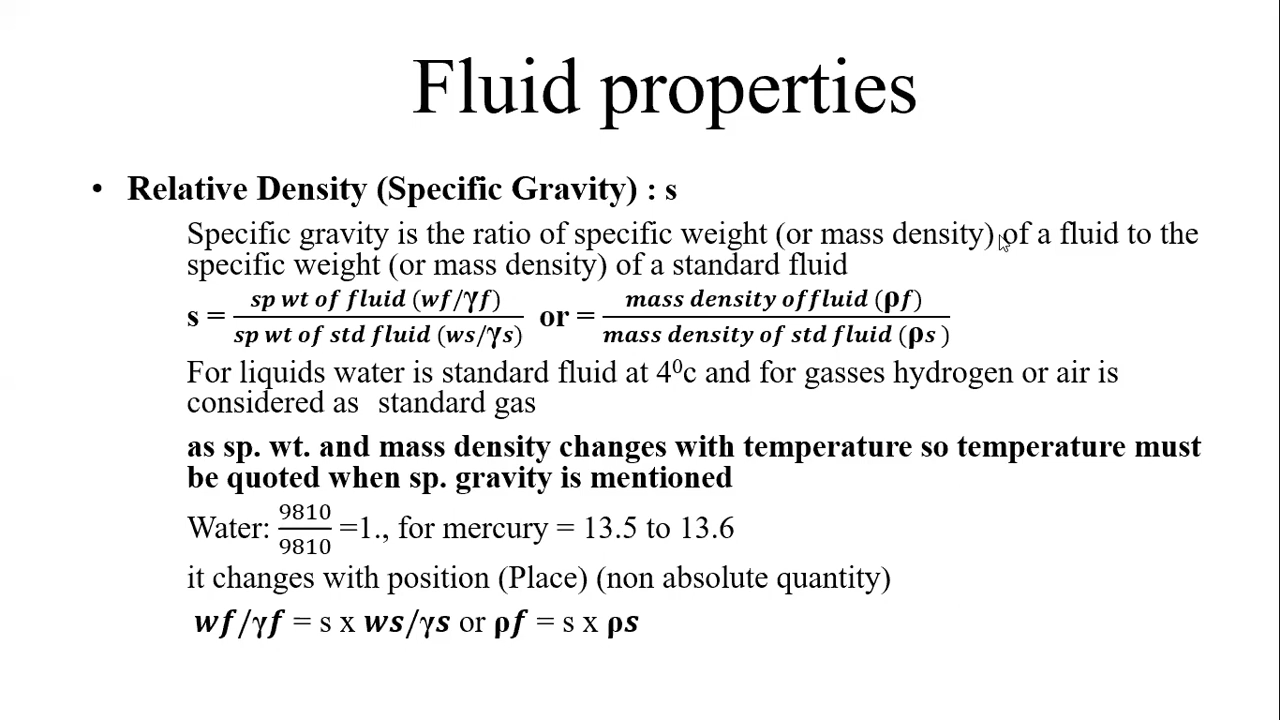 Fluid properties
• Relative Density (Specific Gravity) : s
Specific gravity is the ratio of specific weight (or mass density) of a fluid to the
specific weight (or mass density) of a standard fluid
s = sp wt of fluid (wf/γf) / sp wt of std fluid (ws/γs) or = mass density offluid (ρf) / mass density of std fluid (ρs )
For liquids water is standard fluid at 4⁰c and for gasses hydrogen or air is
considered as standard gas
as sp. wt. and mass density changes with temperature so temperature must
be quoted when sp. gravity is mentioned
Water: 9810/9810 =1., for mercury = 13.5 to 13.6
it changes with position (Place) (non absolute quantity)
wf/γf = s x ws/γs or ρf = s x ρs